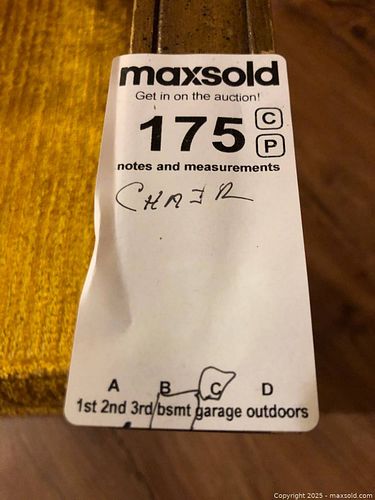 maxsold
Get in on the auction!
175 C
P
notes and measurements
CHAIR
A B C D
1st 2nd 3rd/bsmt garage outdoors
Copyright © 2025 - maxsold.com